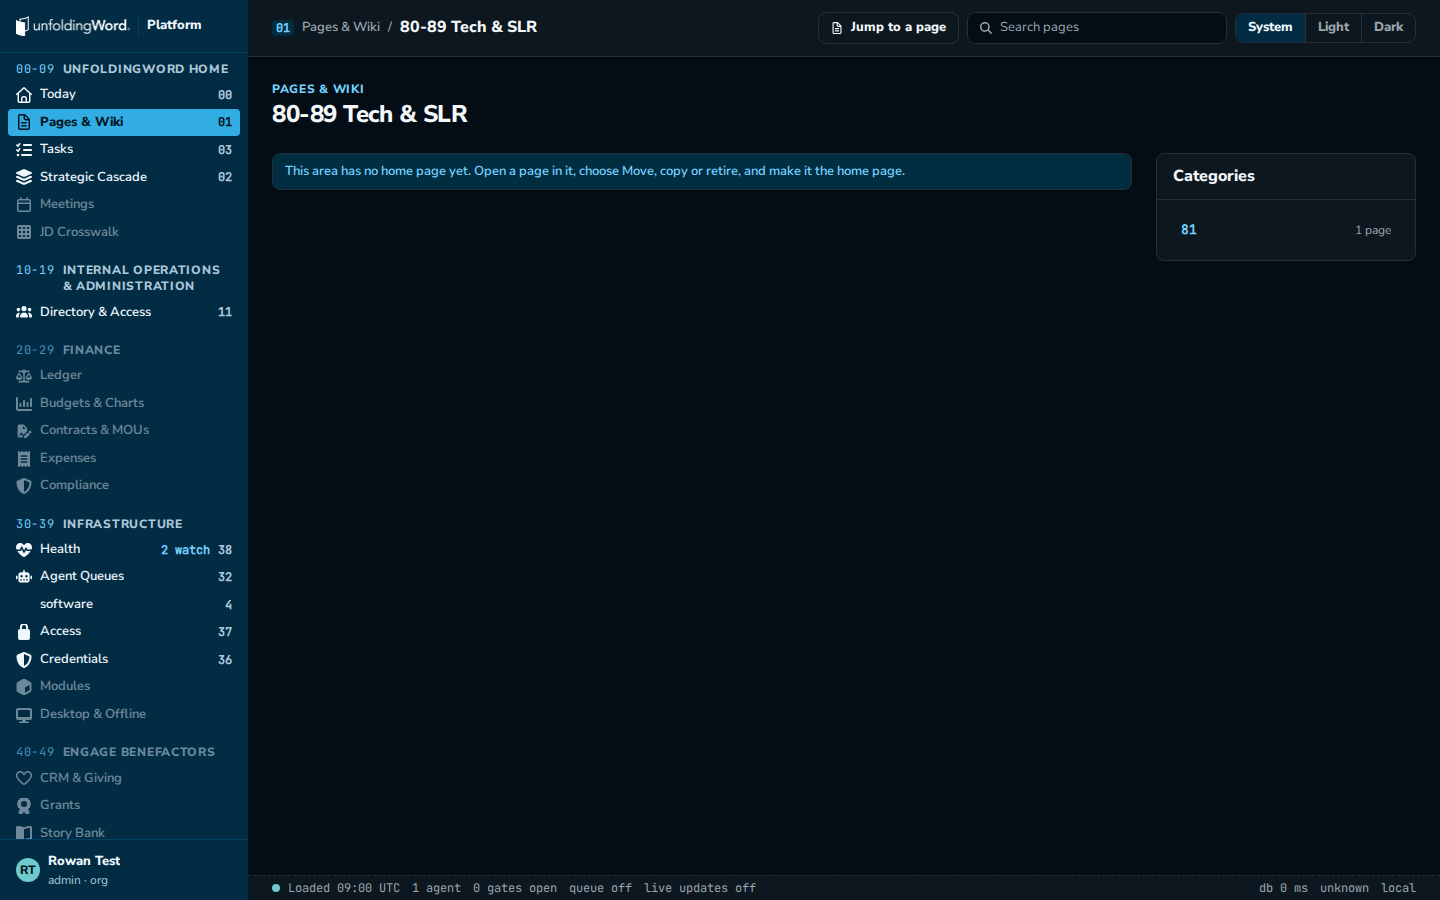 unfoldingWord. Platform
00-09 UNFOLDINGWORD HOME
Today 00
Pages & Wiki 01
Tasks 03
Strategic Cascade 02
Meetings
JD Crosswalk
10-19 INTERNAL OPERATIONS
& ADMINISTRATION
Directory & Access 11
20-29 FINANCE
Ledger
Budgets & Charts
Contracts & MOUs
Expenses
Compliance
30-39 INFRASTRUCTURE
Health 2 watch 38
Agent Queues 32
software 4
Access 37
Credentials 36
Modules
Desktop & Offline
40-49 ENGAGE BENEFACTORS
CRM & Giving
Grants
Story Bank
RT Rowan Test
admin · org
01 Pages & Wiki / 80-89 Tech & SLR
Jump to a page
Search pages
System Light Dark
PAGES & WIKI
80-89 Tech & SLR
This area has no home page yet. Open a page in it, choose Move, copy or retire, and make it the home page.
Categories
81 1 page
Loaded 09:00 UTC 1 agent 0 gates open queue off live updates off
db 0 ms unknown local